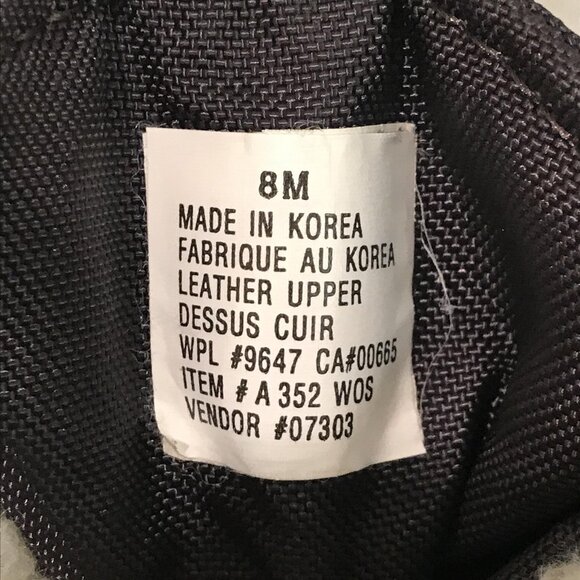 8M
MADE IN KOREA
FABRIQUE AU KOREA
LEATHER UPPER
DESSUS CUIR
WPL #9647 CA#00665
ITEM # A 352 WOS
VENDOR #07303